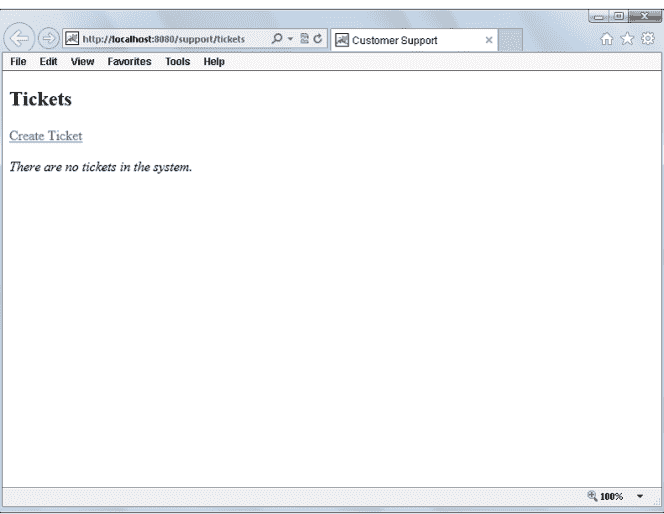 http://localhost:8080/support/tickets
Customer Support
File Edit View Favorites Tools Help
Tickets
Create Ticket
There are no tickets in the system.
100%